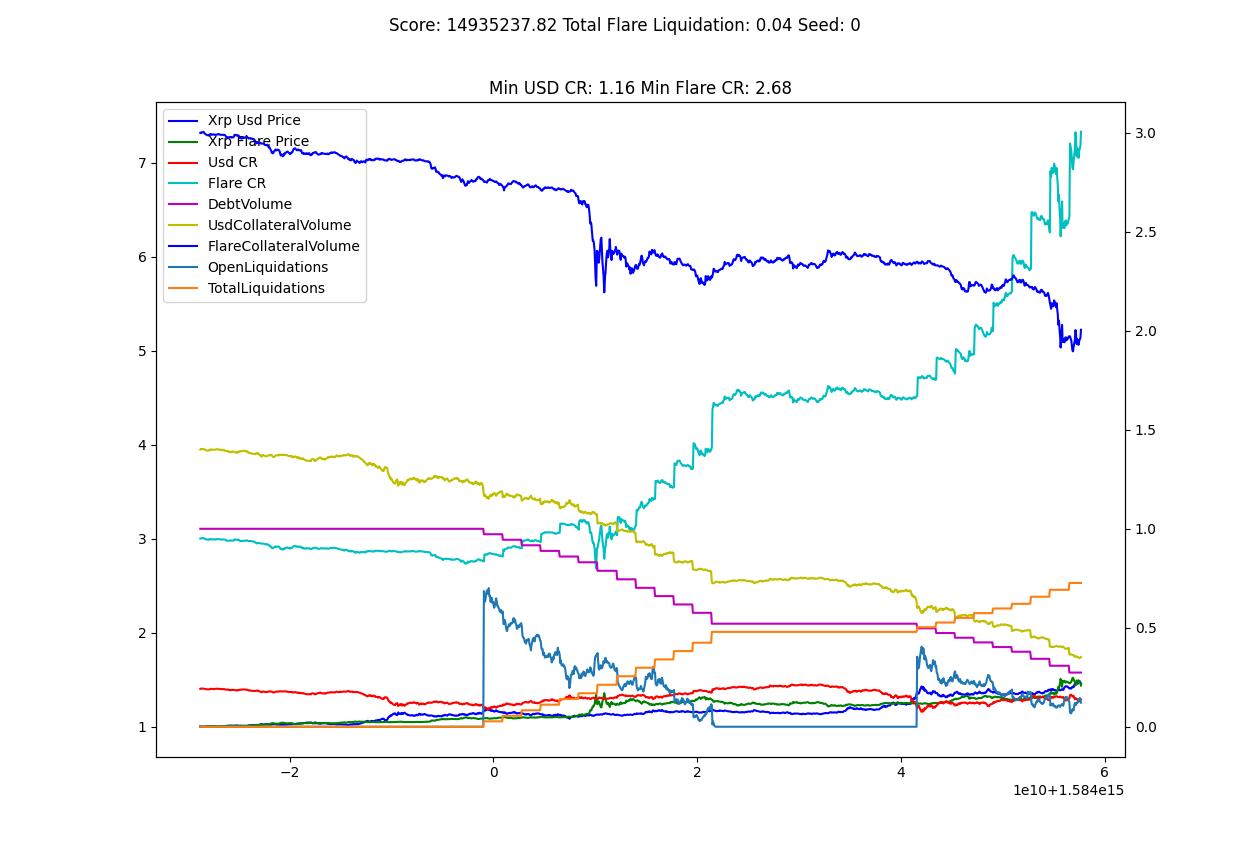 Score: 14935237.82 Total Flare Liquidation: 0.04 Seed: 0
Min USD CR: 1.16 Min Flare CR: 2.68
Xrp Usd Price
Xrp Flare Price
Usd CR
Flare CR
DebtVolume
UsdCollateralVolume
FlareCollateralVolume
OpenLiquidations
TotalLiquidations
7
6
5
4
3
2
1
3.0
2.5
2.0
1.5
1.0
0.5
0.0
−2
0
2
4
6
1e10+1.584e15